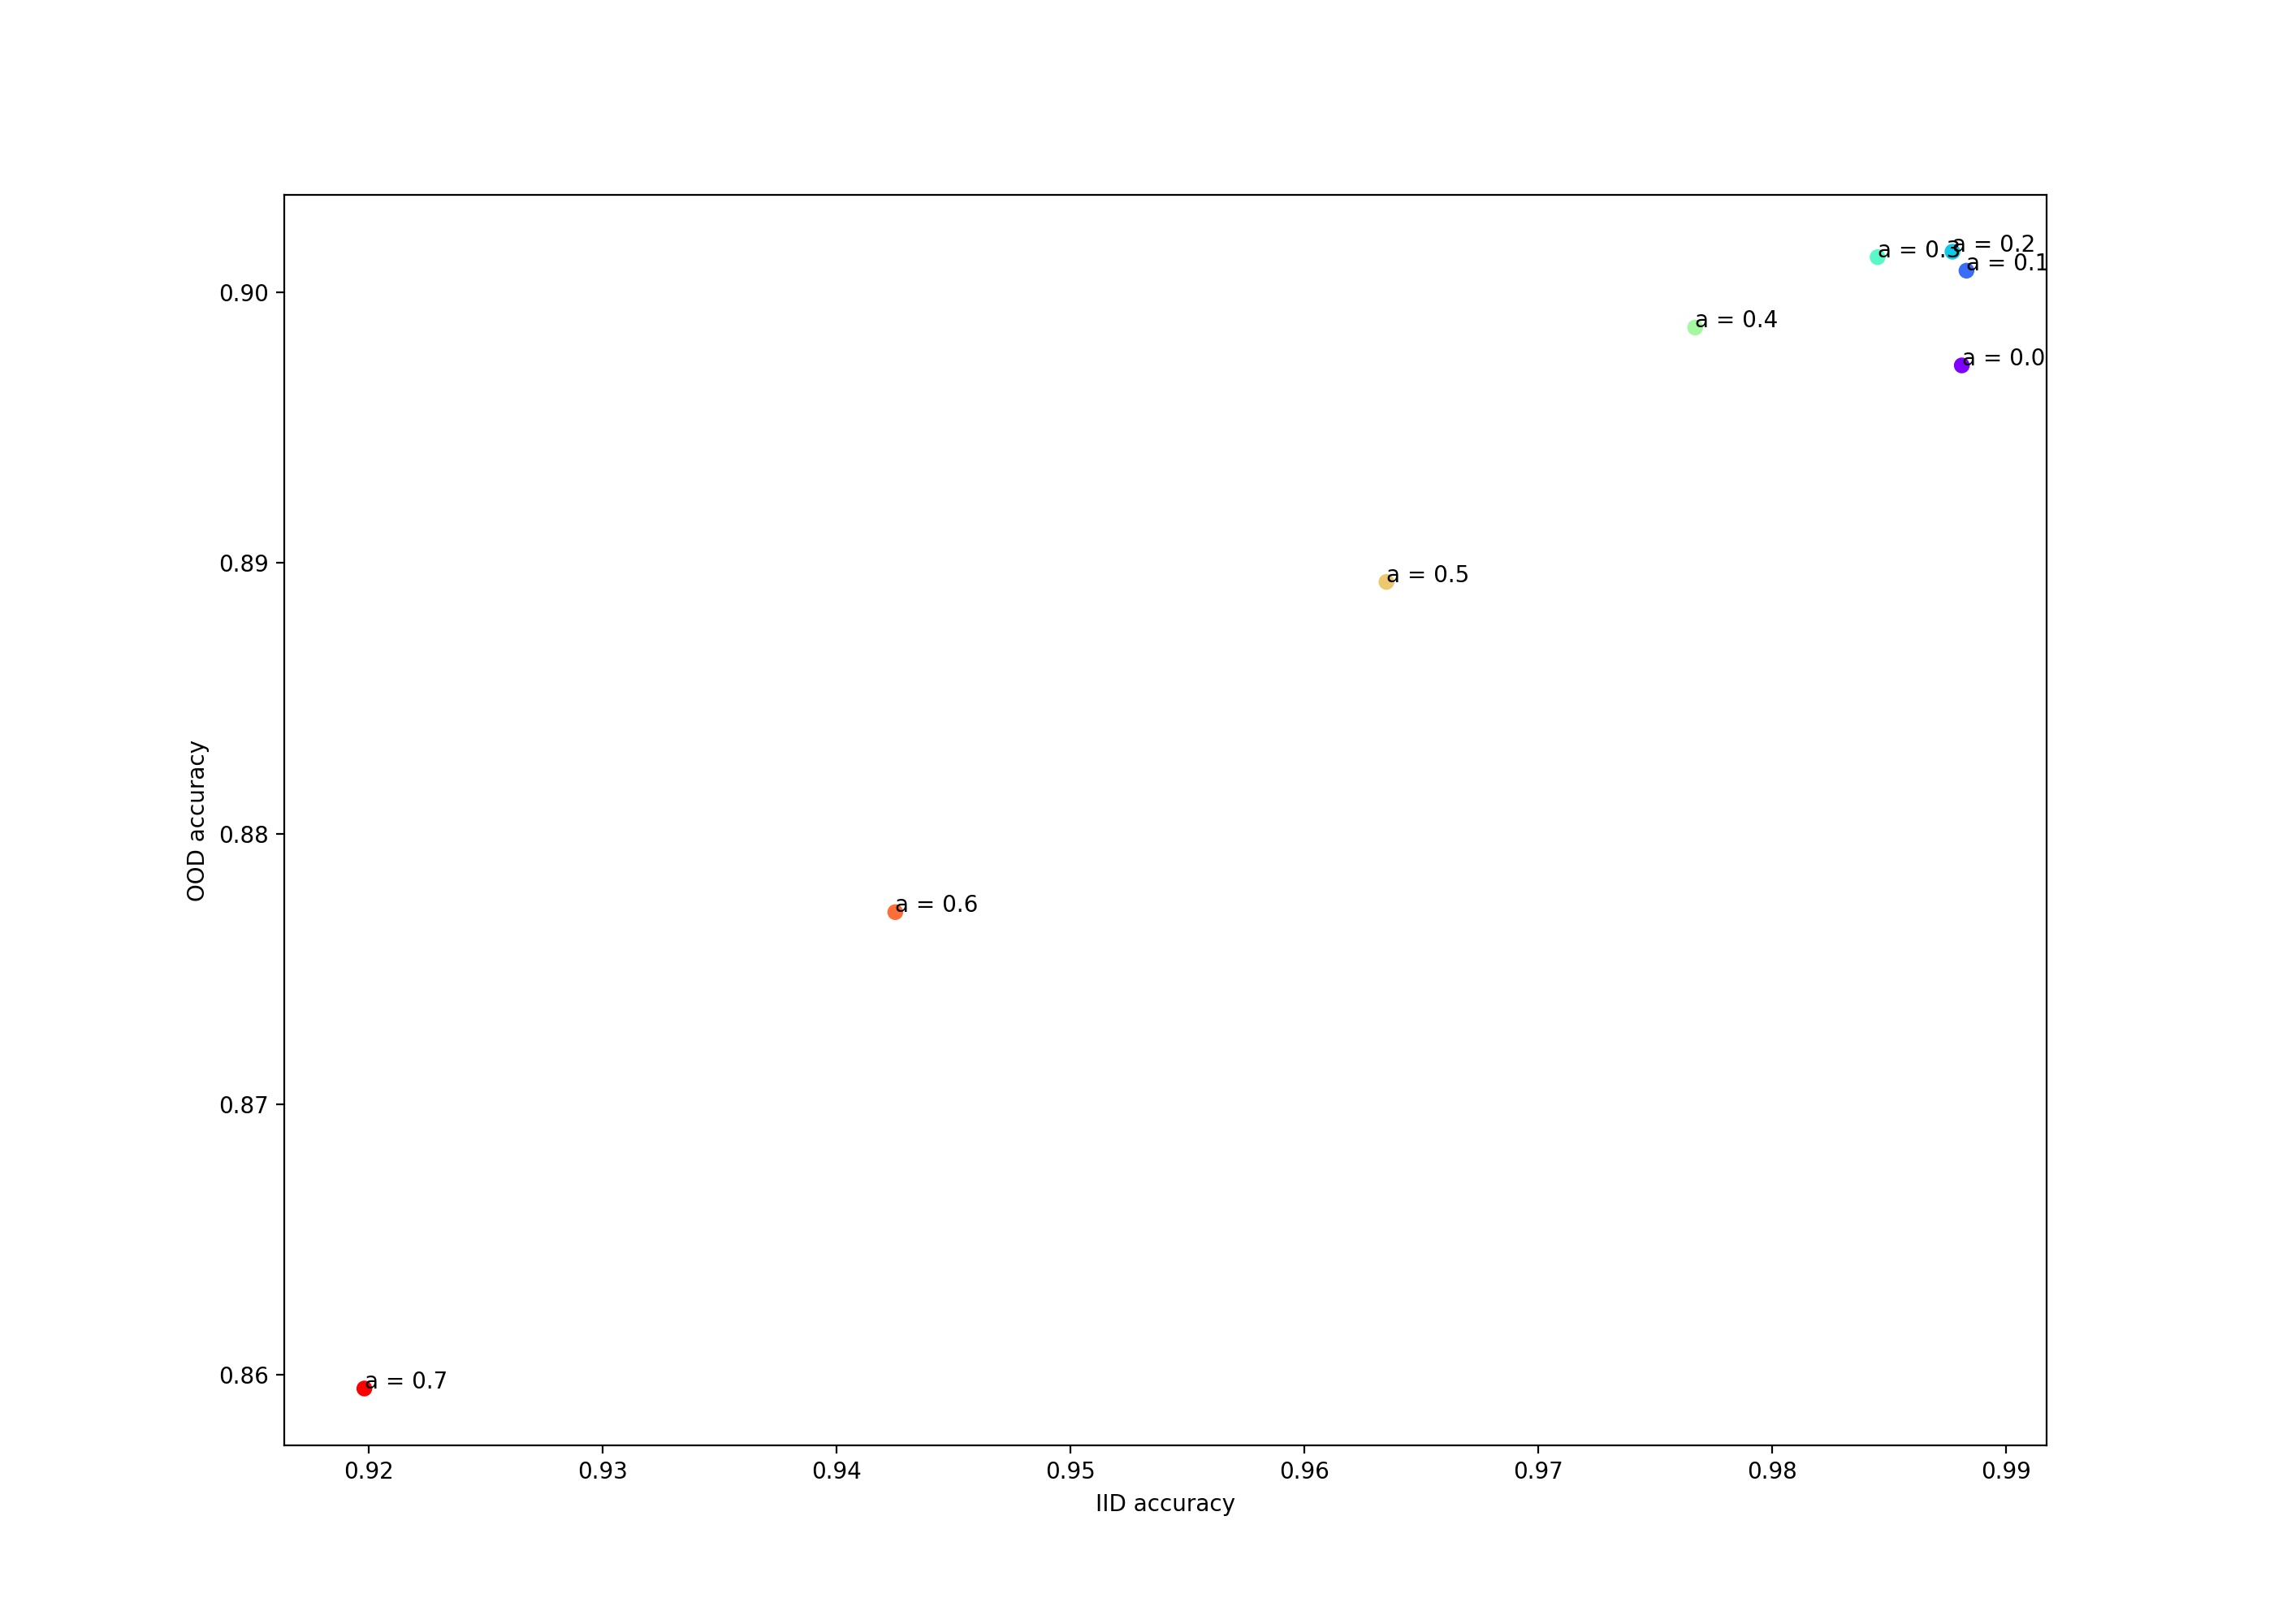 a = 0.2
a = 0.3
a = 0.1
0.90
a = 0.4
a = 0.0
0.89
a = 0.5
0.88
OOD accuracy
a = 0.6
0.87
0.86
a = 0.7
0.92 0.93 0.94 0.95 0.96 0.97 0.98 0.99
IID accuracy